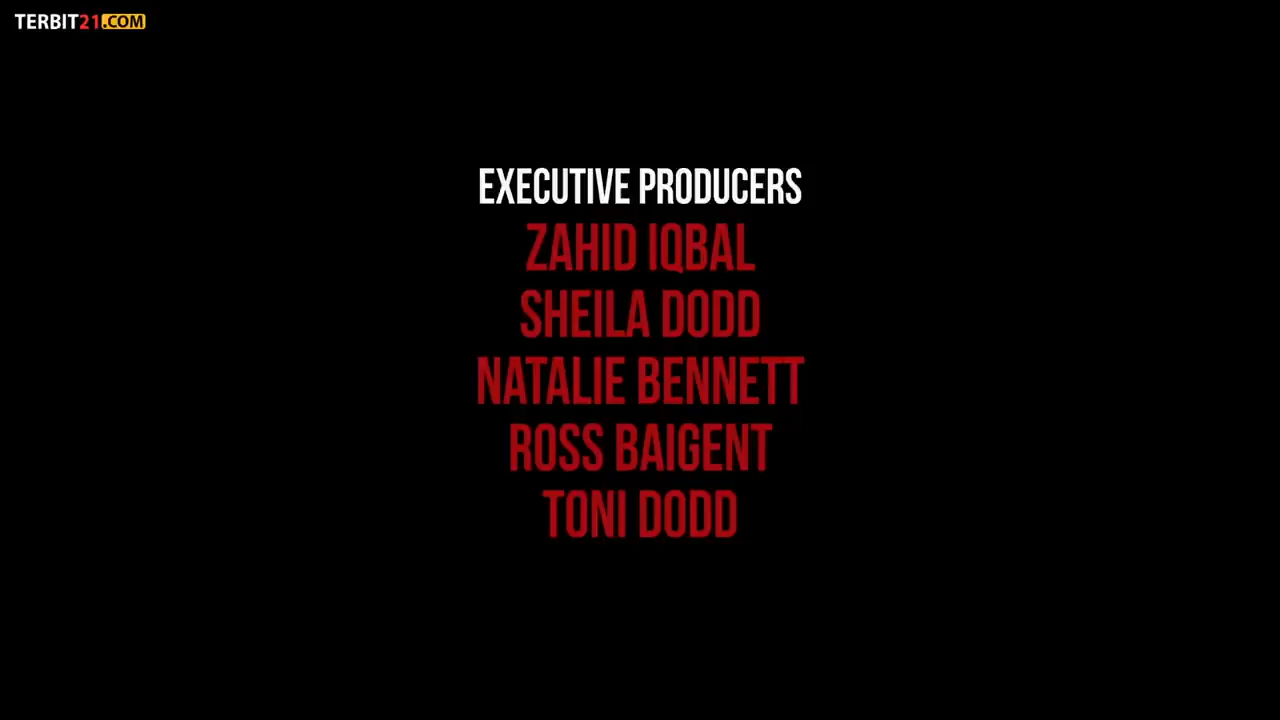 TERBIT21.COM
EXECUTIVE PRODUCERS
ZAHID IQBAL
SHEILA DODD
NATALIE BENNETT
ROSS BAIGENT
TONI DODD